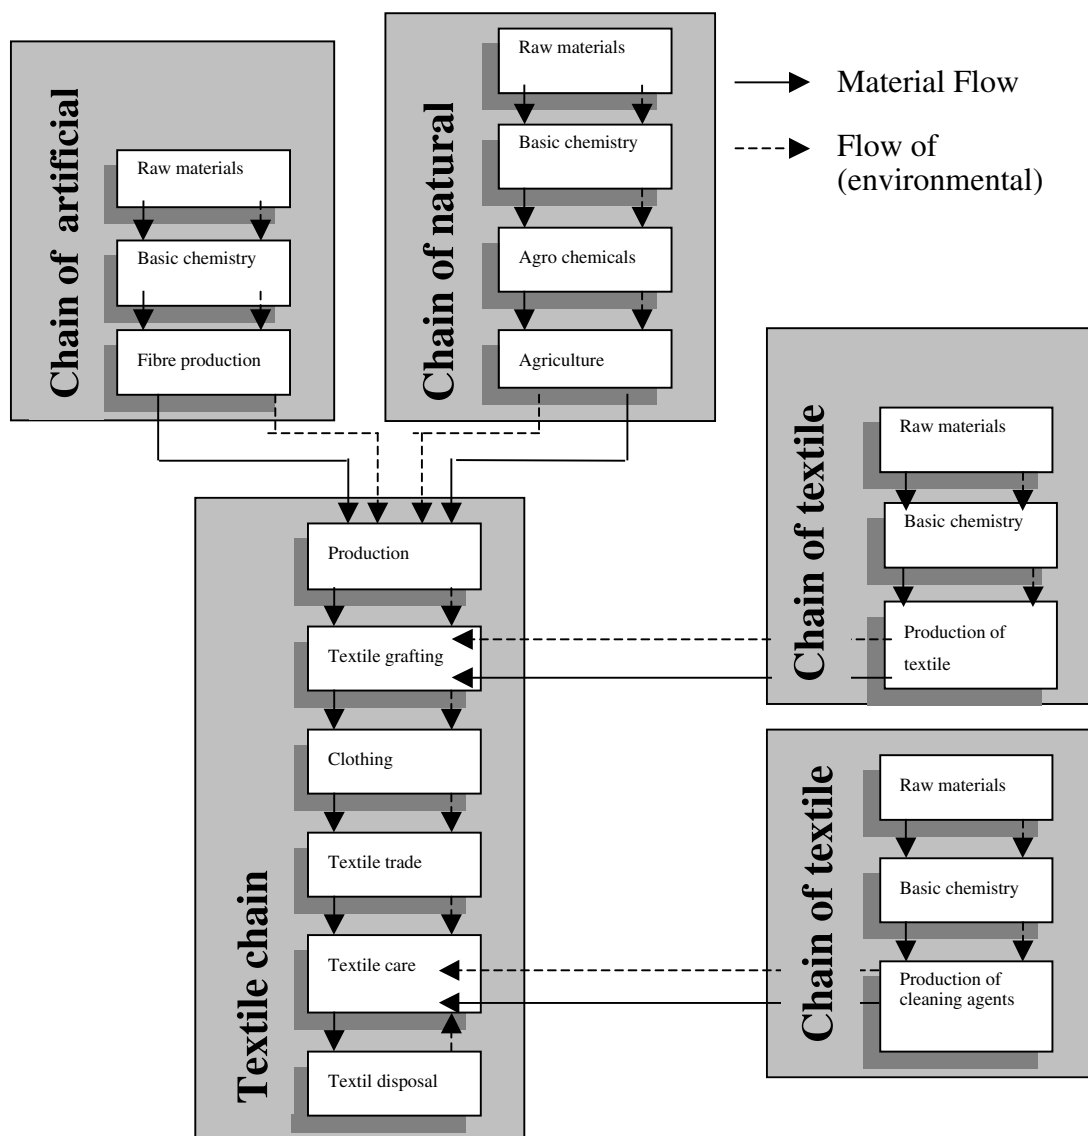 Chain of artificial
Raw materials
Basic chemistry
Fibre production
Chain of natural
Raw materials
Basic chemistry
Agro chemicals
Agriculture
Material Flow
Flow of
(environmental)
Textile chain
Production
Textile grafting
Clothing
Textile trade
Textile care
Textil disposal
Chain of textile
Raw materials
Basic chemistry
Production of
textile
Chain of textile
Raw materials
Basic chemistry
Production of
cleaning agents